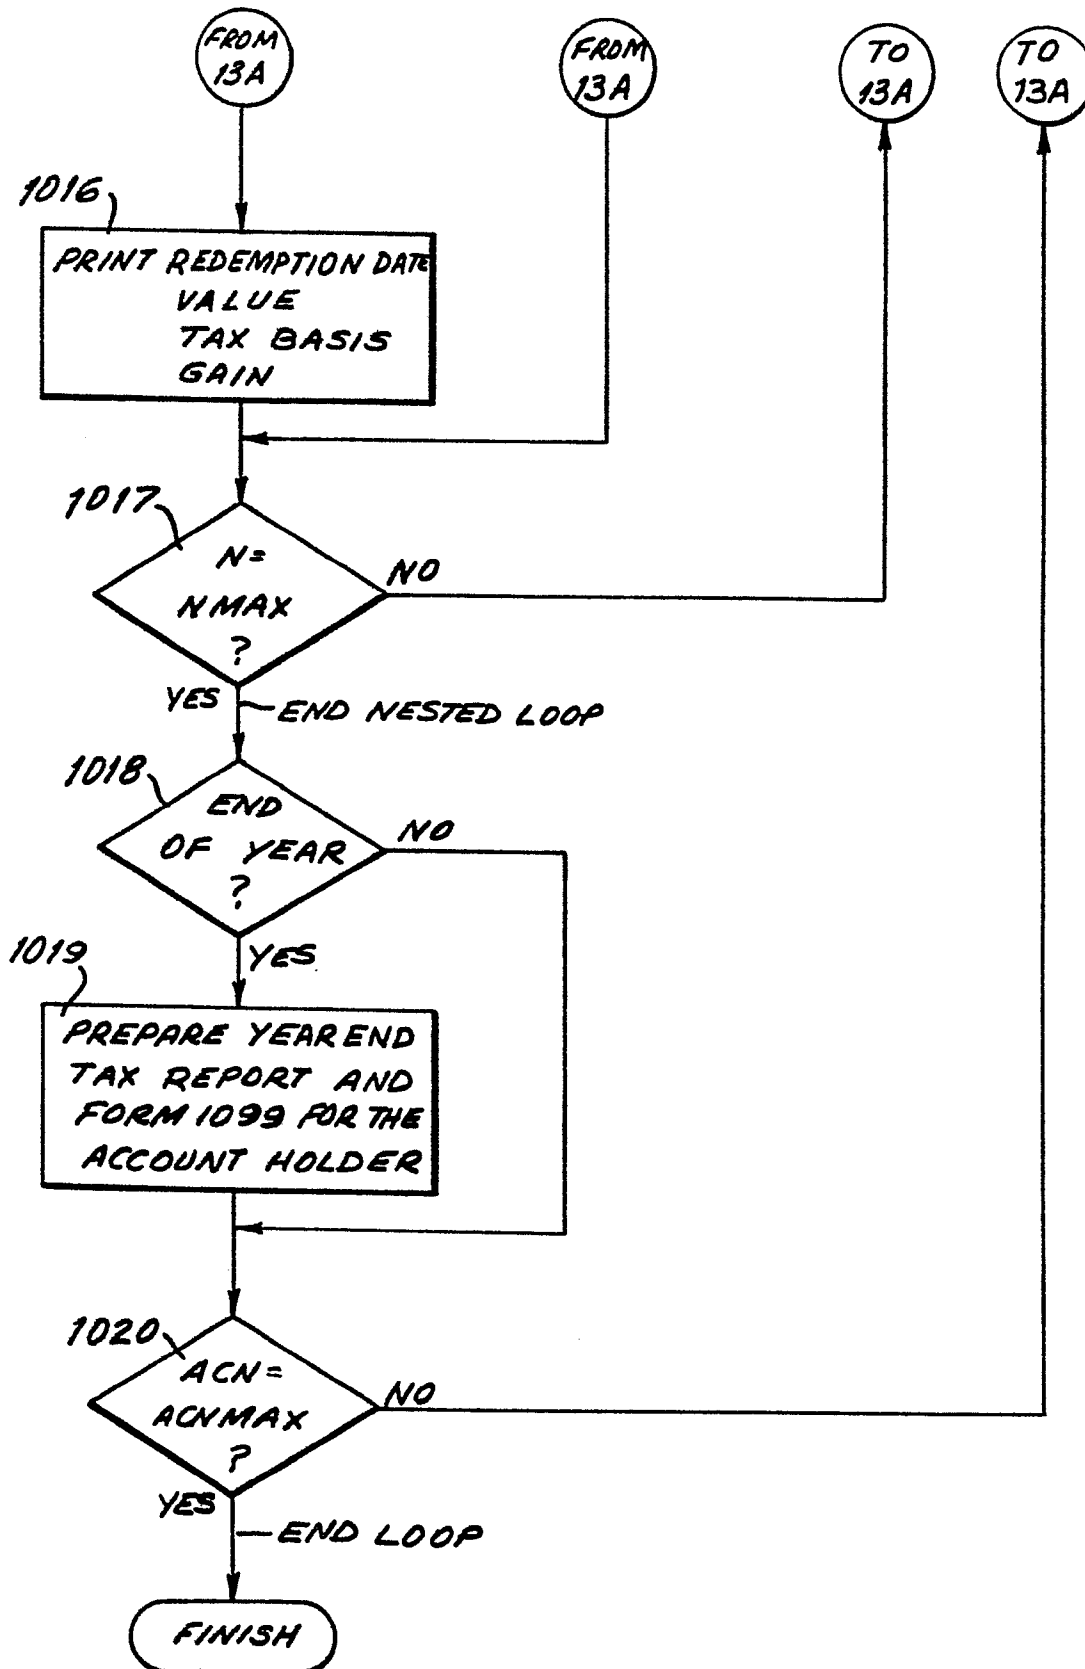 FROM
13A
FROM
13A
TO
13A
TO
13A
1016
PRINT REDEMPTION DATE
VALUE
TAX BASIS
GAIN
1017
N=
NMAX
?
NO
YES
END NESTED LOOP
1018
END
OF YEAR
?
NO
YES
1019
PREPARE YEAR END
TAX REPORT AND
FORM 1099 FOR THE
ACCOUNT HOLDER
1020
ACN=
ACNMAX
?
NO
YES
END LOOP
FINISH